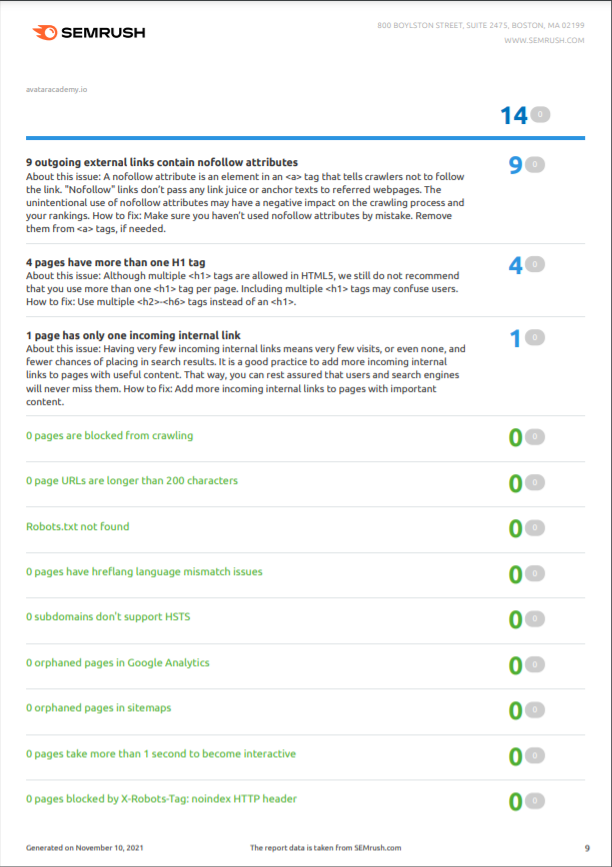 SEMRUSH
800 BOYLSTON STREET, SUITE 2475, BOSTON, MA 02199
WWW.SEMRUSH.COM
avataracademy.io
14 0
9 outgoing external links contain nofollow attributes
9 0
About this issue: A nofollow attribute is an element in an <a> tag that tells crawlers not to follow
the link. "Nofollow" links don't pass any link juice or anchor texts to referred webpages. The
unintentional use of nofollow attributes may have a negative impact on the crawling process and
your rankings. How to fix: Make sure you haven't used nofollow attributes by mistake. Remove
them from <a> tags, if needed.
4 pages have more than one H1 tag
4 0
About this issue: Although multiple <h1> tags are allowed in HTML5, we still do not recommend
that you use more than one <h1> tag per page. Including multiple <h1> tags may confuse users.
How to fix: Use multiple <h2>-<h6> tags instead of an <h1>.
1 page has only one incoming internal link
1 0
About this issue: Having very few incoming internal links means very few visits, or even none, and
fewer chances of placing in search results. It is a good practice to add more incoming internal
links to pages with useful content. That way, you can rest assured that users and search engines
will never miss them. How to fix: Add more incoming internal links to pages with important
content.
0 pages are blocked from crawling
0 0
0 page URLs are longer than 200 characters
0 0
Robots.txt not found
0 0
0 pages have hreflang language mismatch issues
0 0
0 subdomains don't support HSTS
0 0
0 orphaned pages in Google Analytics
0 0
0 orphaned pages in sitemaps
0 0
0 pages take more than 1 second to become interactive
0 0
0 pages blocked by X-Robots-Tag: noindex HTTP header
0 0
Generated on November 10, 2021
The report data is taken from SEMrush.com
9